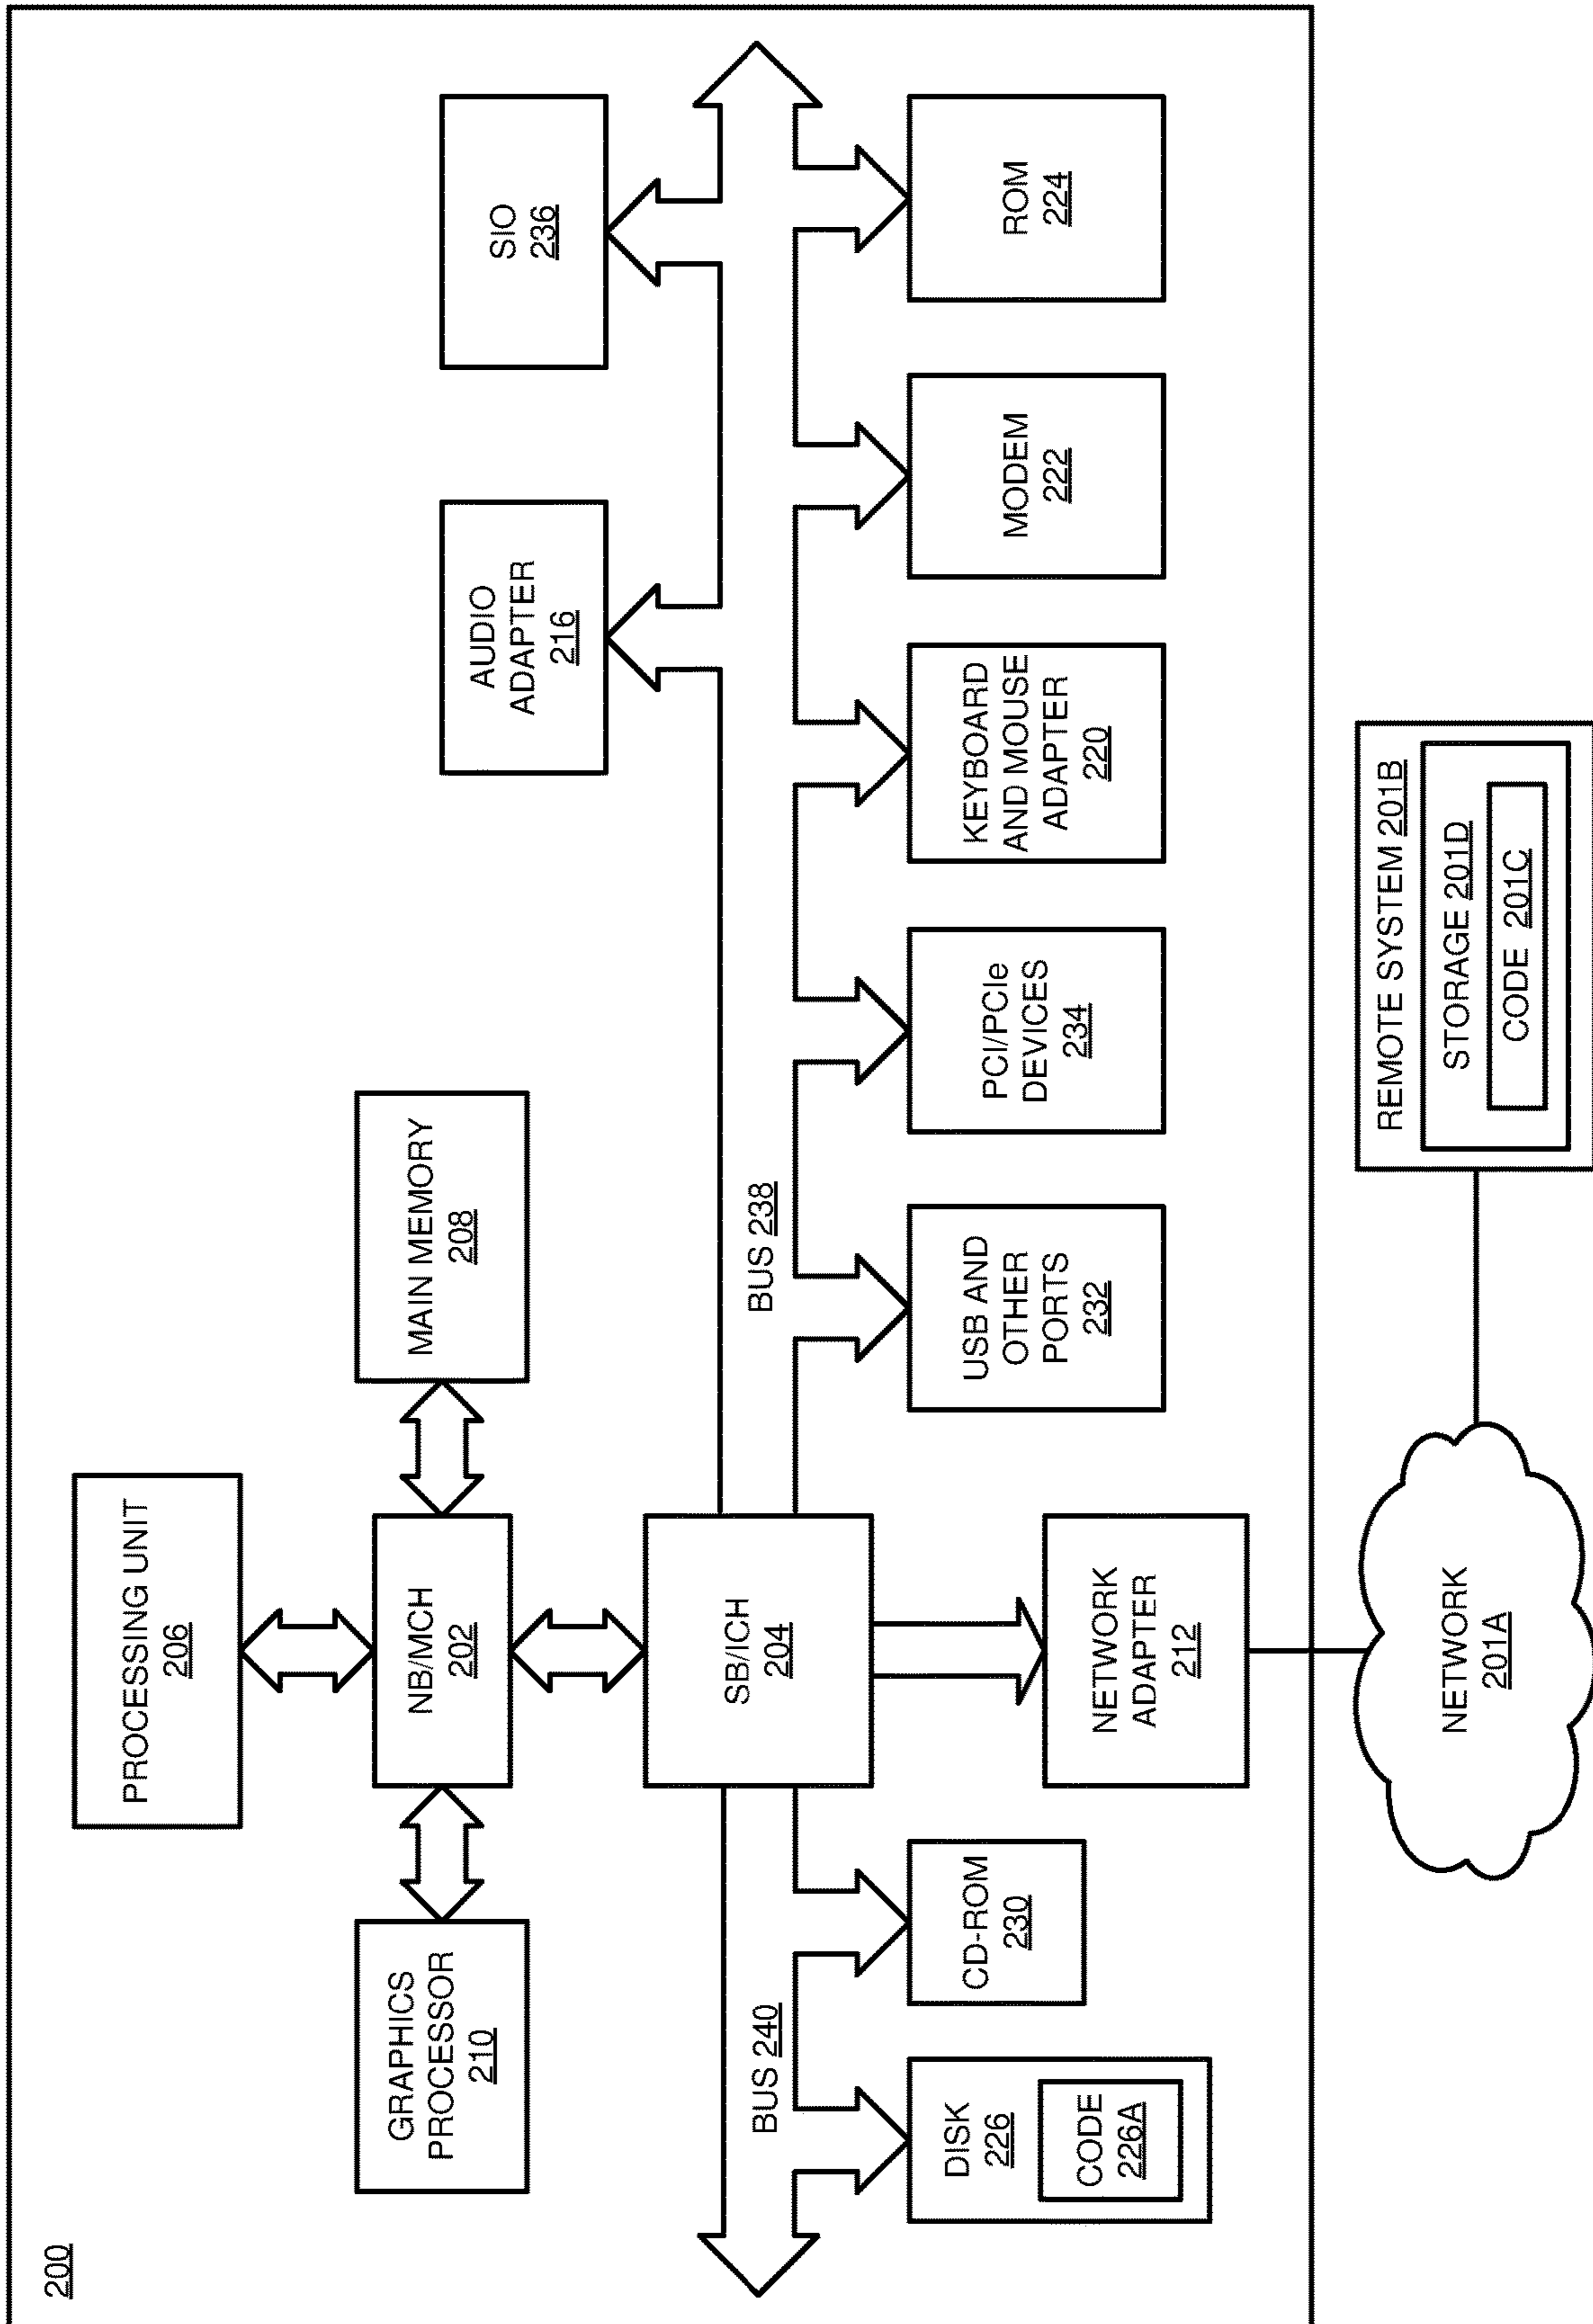 200
PROCESSING UNIT
206
GRAPHICS
PROCESSOR
210
NB/MCH
202
MAIN MEMORY
208
AUDIO
ADAPTER
216
SIO
236
SB/ICH
204
BUS 240
BUS 238
DISK
226
CODE
226A
CD-ROM
230
NETWORK
ADAPTER
212
USB AND
OTHER
PORTS
232
PCI/PCIe
DEVICES
234
KEYBOARD
AND MOUSE
ADAPTER
220
MODEM
222
ROM
224
NETWORK
201A
REMOTE SYSTEM 201B
STORAGE 201D
CODE 201C